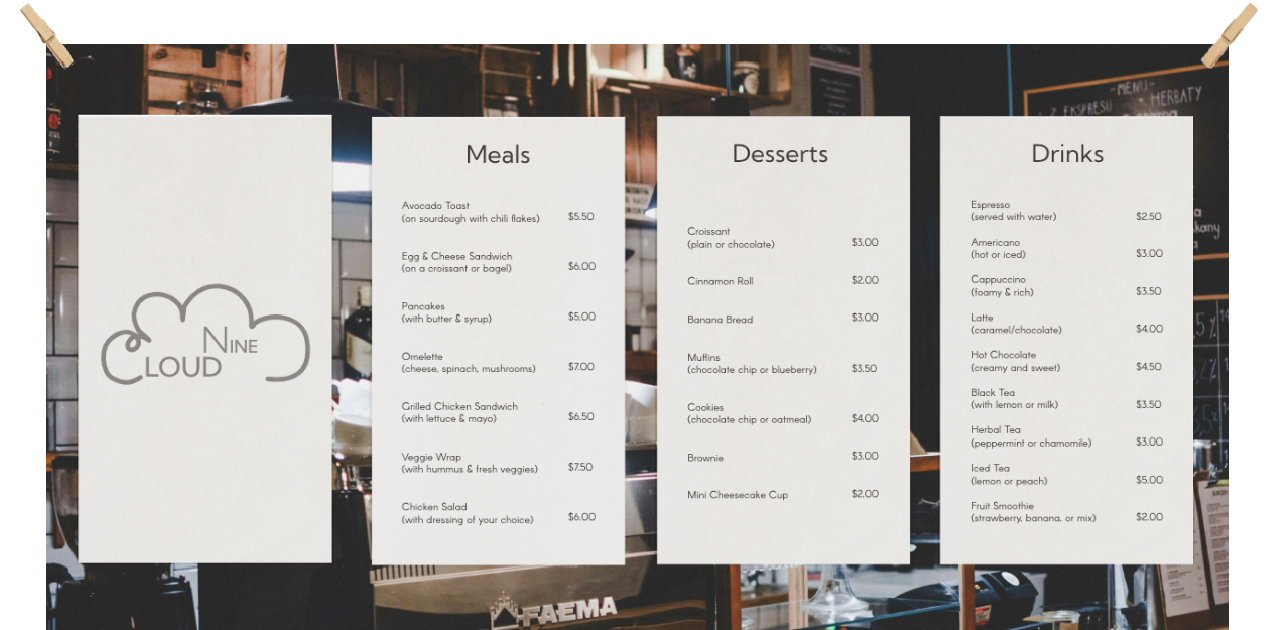 NINE
CLOUD
Meals
Avocado Toast
(on sourdough with chili flakes) $5.50
Egg & Cheese Sandwich
(on a croissant or bagel) $6.00
Pancakes
(with butter & syrup) $5.00
Omelette
(cheese, spinach, mushrooms) $7.00
Grilled Chicken Sandwich
(with lettuce & mayo) $6.50
Veggie Wrap
(with hummus & fresh veggies) $7.50
Chicken Salad
(with dressing of your choice) $6.00
Desserts
Croissant
(plain or chocolate) $3.00
Cinnamon Roll $2.00
Banana Bread $3.00
Muffins
(chocolate chip or blueberry) $3.50
Cookies
(chocolate chip or oatmeal) $4.00
Brownie $3.00
Mini Cheesecake Cup $2.00
Drinks
Espresso
(served with water) $2.50
Americano
(hot or iced) $3.00
Cappuccino
(foamy & rich) $3.50
Latte
(caramel/chocolate) $4.00
Hot Chocolate
(creamy and sweet) $4.50
Black Tea
(with lemon or milk) $3.50
Herbal Tea
(peppermint or chamomile) $3.00
Iced Tea
(lemon or peach) $5.00
Fruit Smoothie
(strawberry, banana, or mix) $2.00
-MENU-
Z EKSPRESU • HERBATY
FAEMA